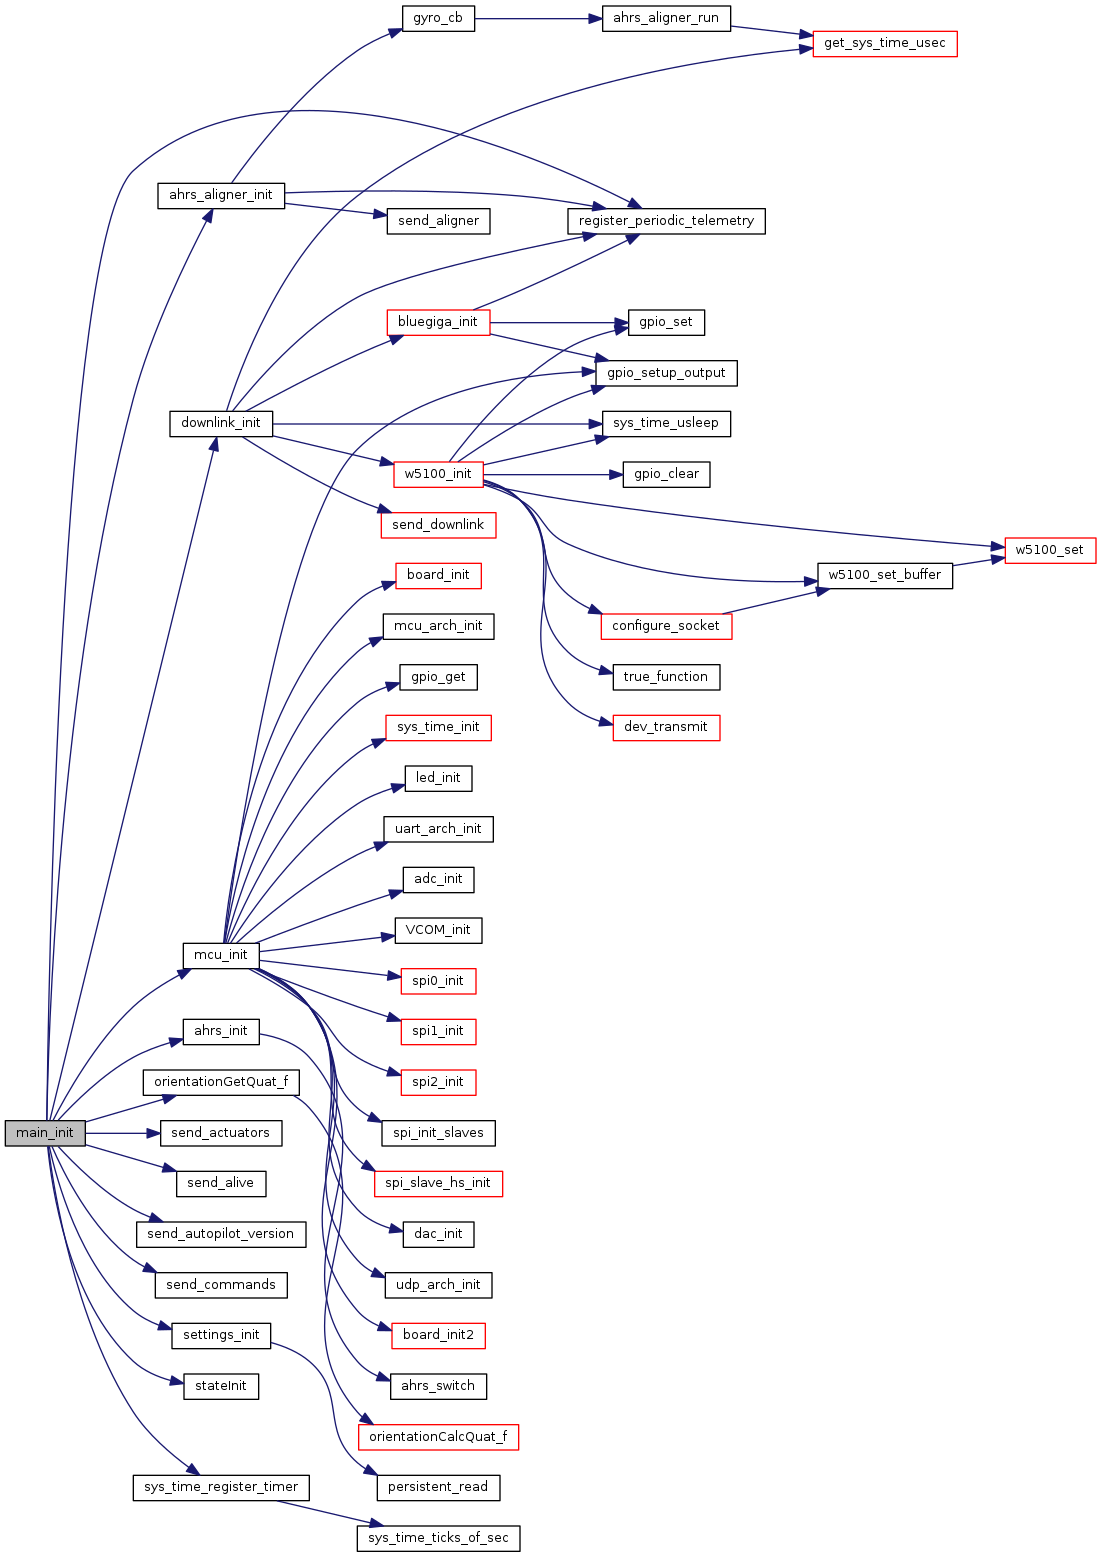 gyro_cb
ahrs_aligner_run
get_sys_time_usec
ahrs_aligner_init
send_aligner
register_periodic_telemetry
bluegiga_init
gpio_set
gpio_setup_output
downlink_init
sys_time_usleep
w5100_init
gpio_clear
send_downlink
w5100_set
board_init
w5100_set_buffer
mcu_arch_init
configure_socket
gpio_get
true_function
sys_time_init
dev_transmit
led_init
uart_arch_init
adc_init
VCOM_init
mcu_init
spi0_init
ahrs_init
spi1_init
orientationGetQuat_f
spi2_init
main_init
send_actuators
spi_init_slaves
send_alive
spi_slave_hs_init
send_autopilot_version
dac_init
send_commands
udp_arch_init
settings_init
board_init2
stateInit
ahrs_switch
orientationCalcQuat_f
sys_time_register_timer
persistent_read
sys_time_ticks_of_sec